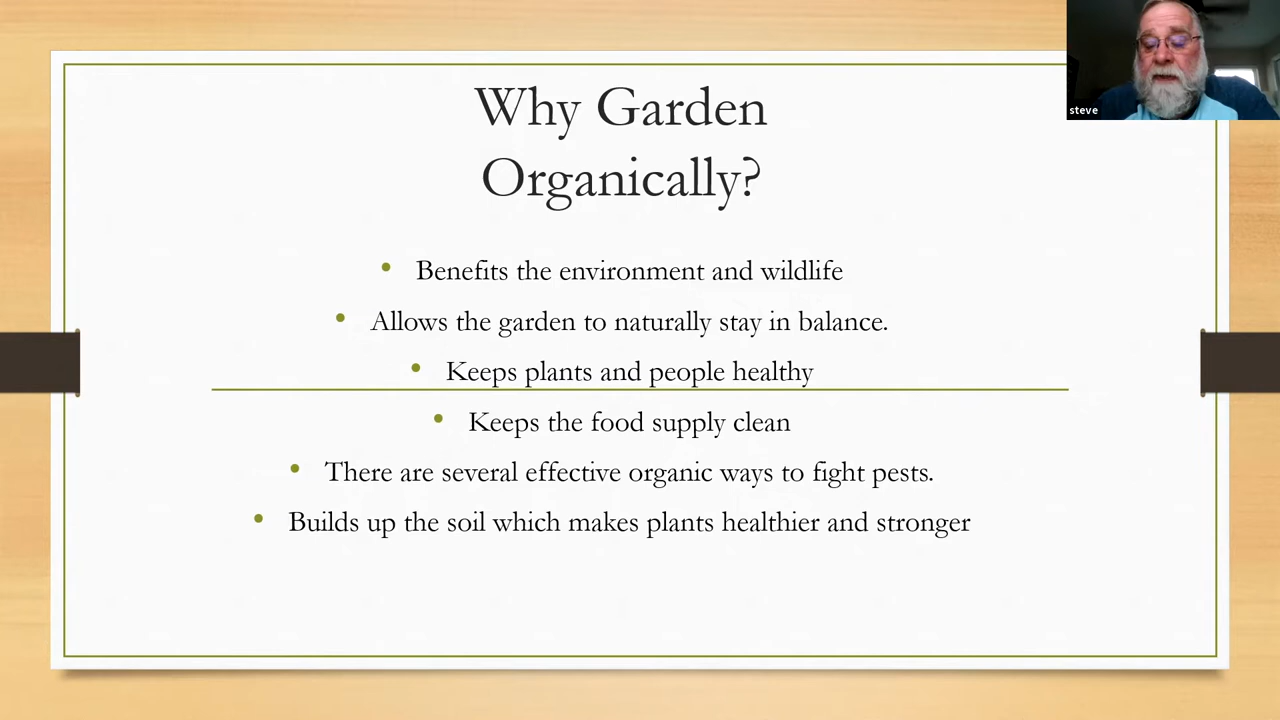 Why Garden
Organically?
steve
• Benefits the environment and wildlife
• Allows the garden to naturally stay in balance.
• Keeps plants and people healthy
• Keeps the food supply clean
• There are several effective organic ways to fight pests.
• Builds up the soil which makes plants healthier and stronger